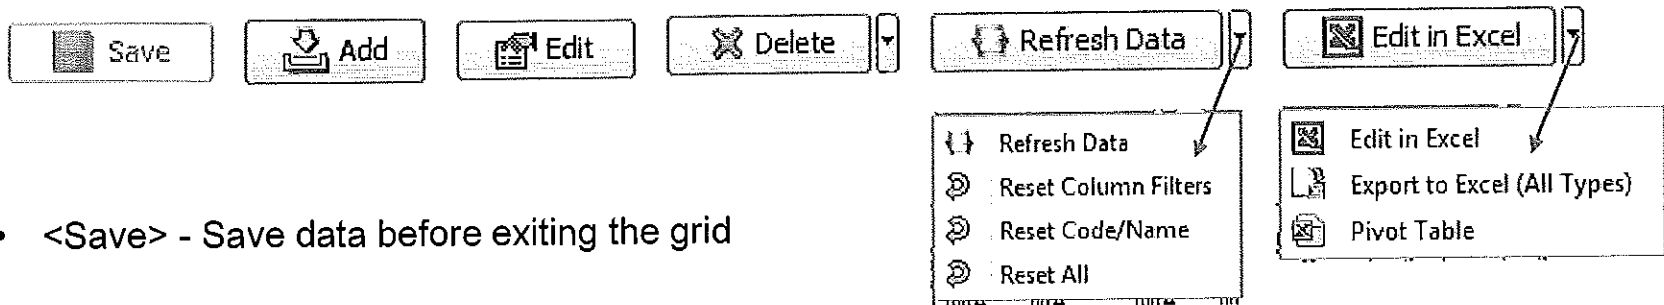 Save Add Edit Delete Refresh Data Edit in Excel
Refresh Data
Reset Column Filters
Reset Code/Name
Reset All
Edit in Excel
Export to Excel (All Types)
Pivot Table
• <Save> - Save data before exiting the grid